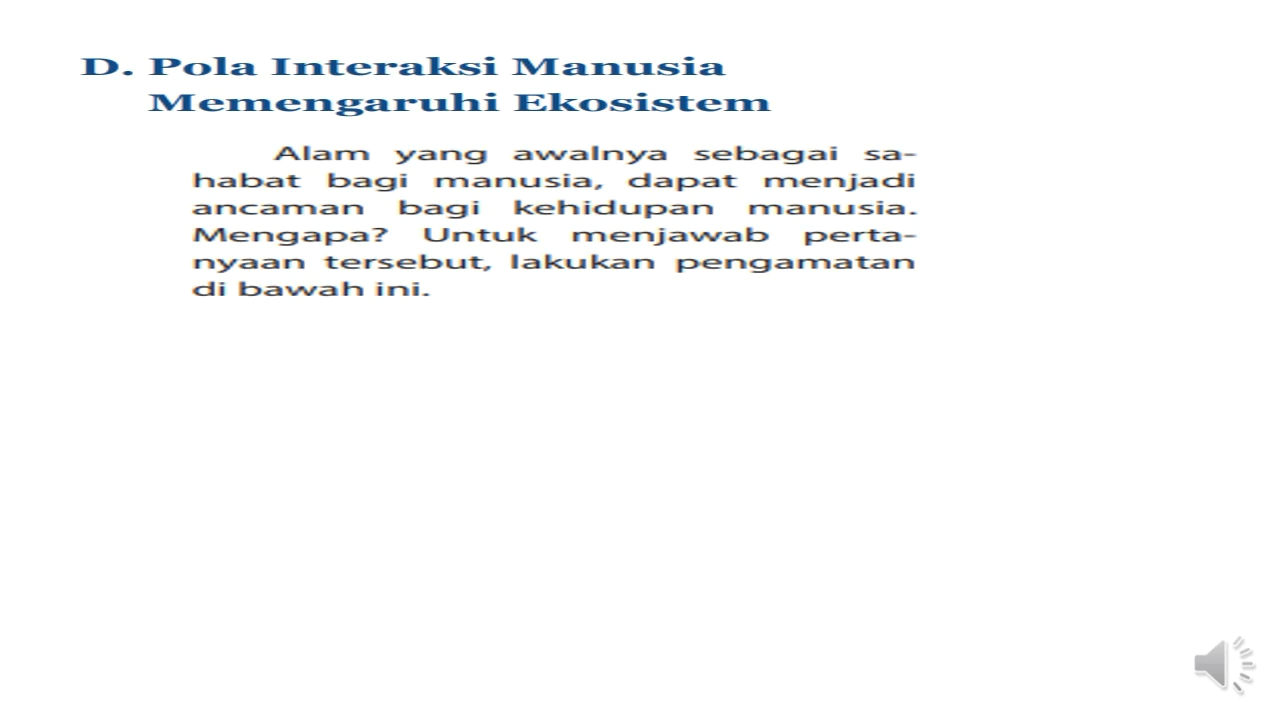 D. Pola Interaksi Manusia
Memengaruhi Ekosistem
Alam yang awalnya sebagai sa-
habat bagi manusia, dapat menjadi
ancaman bagi kehidupan manusia.
Mengapa? Untuk menjawab perta-
nyaan tersebut, lakukan pengamatan
di bawah ini.